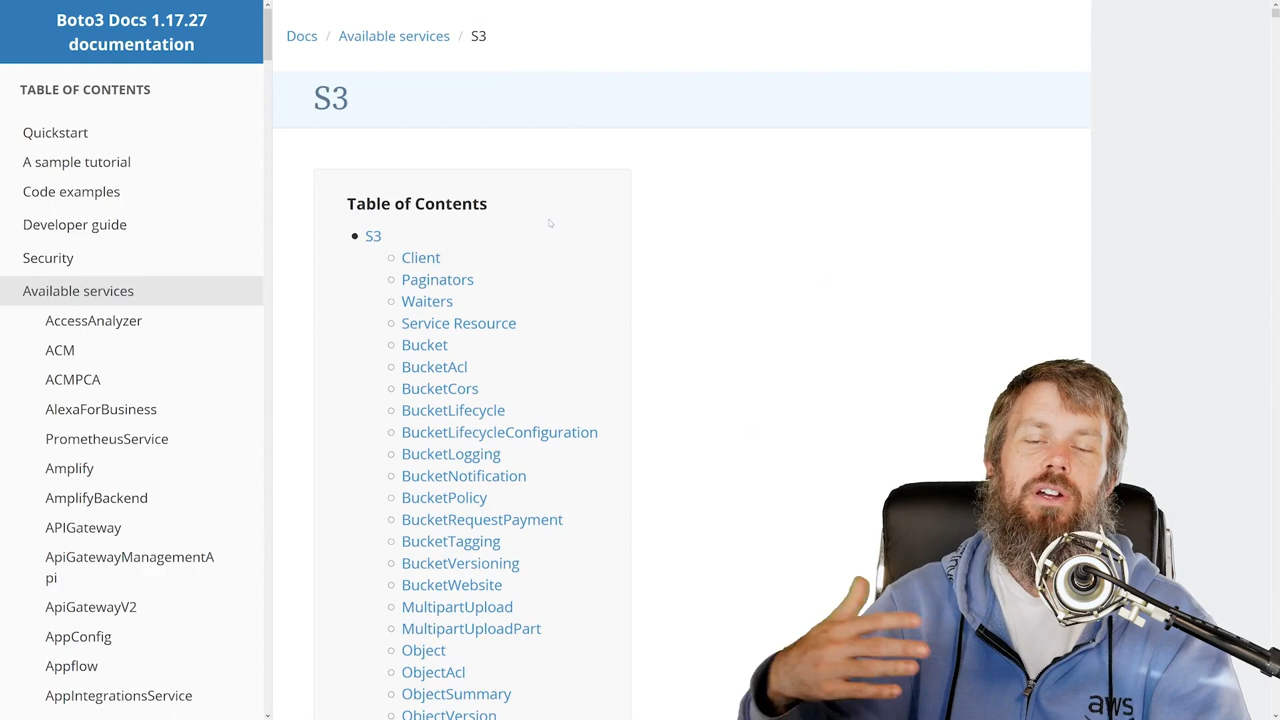 Boto3 Docs 1.17.27
documentation
TABLE OF CONTENTS
Quickstart
A sample tutorial
Code examples
Developer guide
Security
Available services
AccessAnalyzer
ACM
ACMPCA
AlexaForBusiness
PrometheusService
Amplify
AmplifyBackend
APIGateway
ApiGatewayManagementA
pi
ApiGatewayV2
AppConfig
Appflow
AppIntegrationsService
Docs / Available services / S3
S3
Table of Contents
S3
Client
Paginators
Waiters
Service Resource
Bucket
BucketAcl
BucketCors
BucketLifecycle
BucketLifecycleConfiguration
BucketLogging
BucketNotification
BucketPolicy
BucketRequestPayment
BucketTagging
BucketVersioning
BucketWebsite
MultipartUpload
MultipartUploadPart
Object
ObjectAcl
ObjectSummary
ObjectVersion
aws